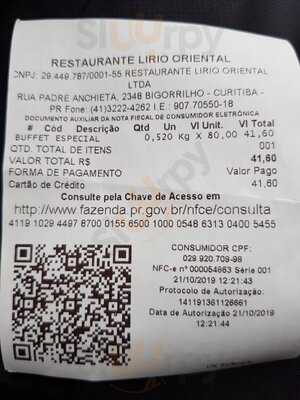 RESTAURANTE LIRIO ORIENTAL
CNPJ: 29.449.787/0001-55 RESTAURANTE LIRIO ORIENTAL
LTDA
RUA PADRE ANCHIETA, 2348 BIGORRILHO - CURITIBA -
PR Fone: (41)3222-4262 I.E: 907.70550-18
DOCUMENTO AUXILIAR DA NOTA FISCAL DE CONSUMIDOR ELETRÔNICA
# Cód Descrição Qtd Un Vl Unit. Vl Total
BUFFET ESPECIAL 0,520 Kg X 80,00 41,60
QTD. TOTAL DE ITENS 001
VALOR TOTAL R$ 41,60
FORMA DE PAGAMENTO Valor Pago
Cartão de Crédito 41,60
Consulte pela Chave de Acesso em
http://www.fazenda.pr.gov.br/nfce/consulta
4119 1029 4497 8700 0155 6500 1000 0548 6313 0400 5455
CONSUMIDOR CPF:
029.920.709-98
NFC-e nº 000054863 Série 001
21/10/2019 12:21:43
Protocolo de Autorização:
141191361126661
Data de Autorização 21/10/2019
12:21:44